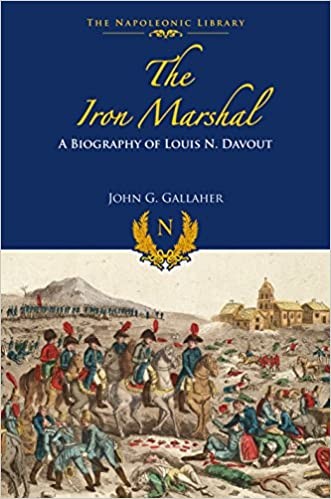 The Napoleonic Library
The
Iron Marshal
A Biography of Louis N. Davout
John G. Gallaher
N